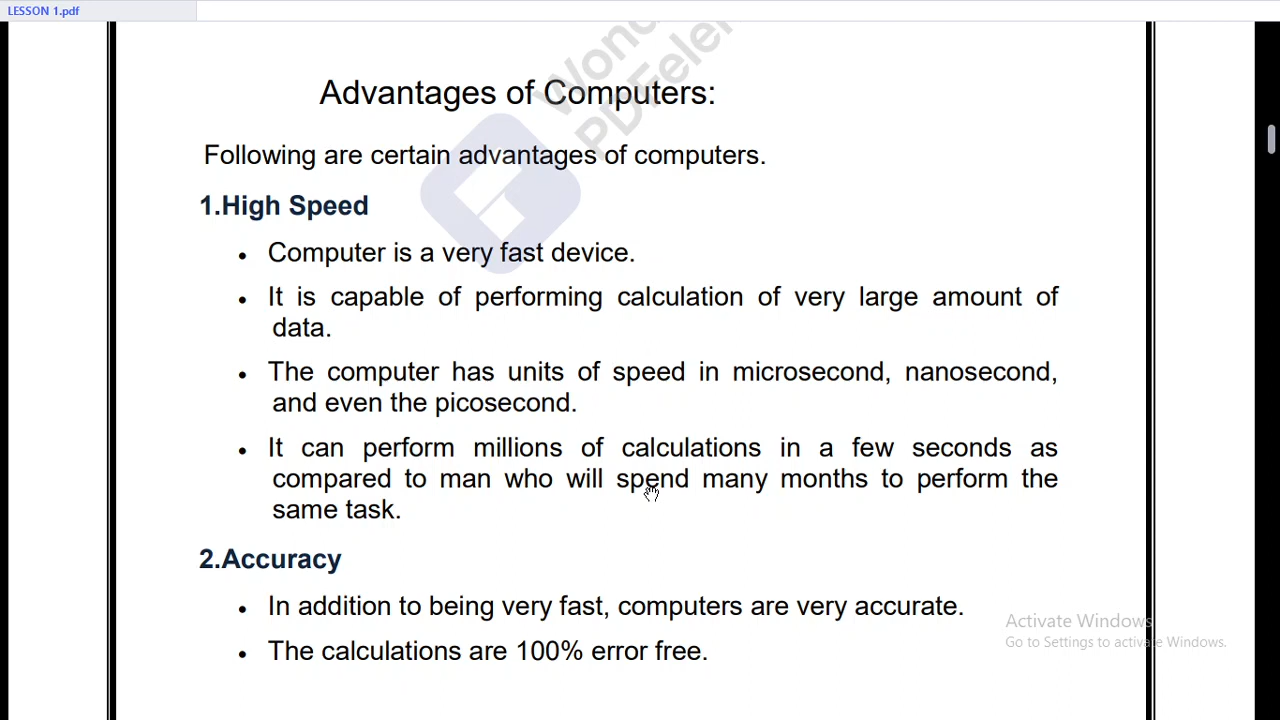 LESSON 1.pdf
Advantages of Computers:
Following are certain advantages of computers.
1.High Speed
• Computer is a very fast device.
• It is capable of performing calculation of very large amount of
data.
• The computer has units of speed in microsecond, nanosecond,
and even the picosecond.
• It can perform millions of calculations in a few seconds as
compared to man who will spend many months to perform the
same task.
2.Accuracy
• In addition to being very fast, computers are very accurate.
• The calculations are 100% error free.
Activate Windows
Go to Settings to activate Windows.